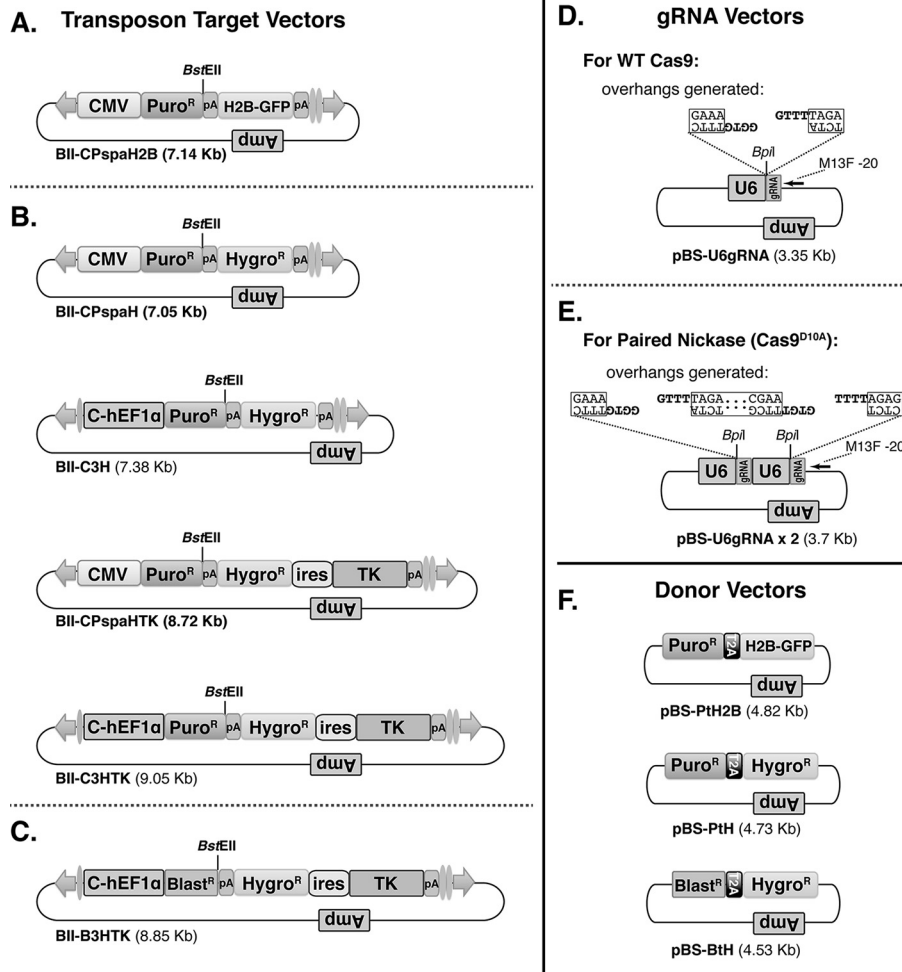 A. Transposon Target Vectors
BstEII
CMV PuroR pA H2B-GFP pA
Amp
BII-CPspaH2B (7.14 Kb)
B.
BstEII
CMV PuroR pA HygroR pA
Amp
BII-CPspaH (7.05 Kb)
BstEII
C-hEF1α PuroR pA HygroR pA
Amp
BII-C3H (7.38 Kb)
BstEII
CMV PuroR pA HygroR ires TK pA
Amp
BII-CPspaHTK (8.72 Kb)
BstEII
C-hEF1α PuroR pA HygroR ires TK pA
Amp
BII-C3HTK (9.05 Kb)
C.
BstEII
C-hEF1α BlastR pA HygroR ires TK pA
Amp
BII-B3HTK (8.85 Kb)
D. gRNA Vectors
For WT Cas9:
overhangs generated:
GAAA GTTTTAGA
CTTTGTGG TCTA
BpiI
M13F -20
U6 gRNA
Amp
pBS-U6gRNA (3.35 Kb)
E.
For Paired Nickase (Cas9D10A):
overhangs generated:
GAAA GTTTTAGA...CGAA TTTTAGAG
BpiI BpiI
M13F -20
U6 gRNA U6 gRNA
Amp
pBS-U6gRNA x 2 (3.7 Kb)
F. Donor Vectors
PuroR T2A H2B-GFP
Amp
pBS-PtH2B (4.82 Kb)
PuroR T2A HygroR
Amp
pBS-PtH (4.73 Kb)
BlastR T2A HygroR
Amp
pBS-BtH (4.53 Kb)